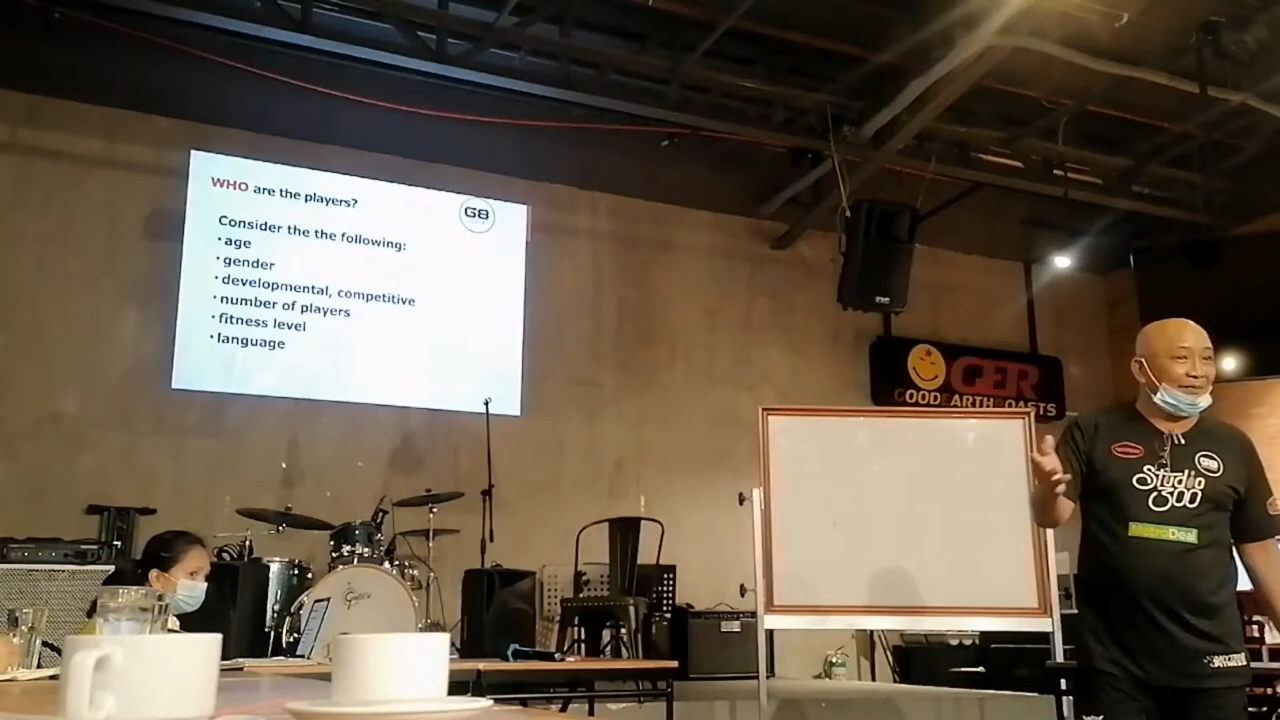 WHO are the players?
G8
Consider the the following:
• age
• gender
• developmental, competitive
• number of players
• fitness level
• language
GER
GOODEARTHROASTS
G8
Studio
300
MetroDeal